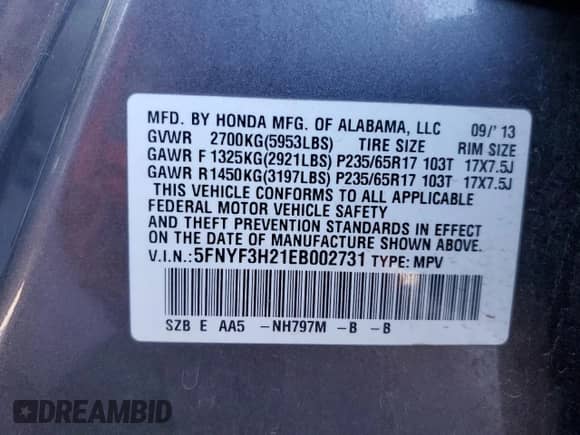 MFD. BY HONDA MFG. OF ALABAMA, LLC 09/'13
GVWR 2700KG(5953LBS) TIRE SIZE RIM SIZE
GAWR F 1325KG(2921LBS) P235/65R17 103T 17X7.5J
GAWR R 1450KG(3197LBS) P235/65R17 103T 17X7.5J
THIS VEHICLE CONFORMS TO ALL APPLICABLE
FEDERAL MOTOR VEHICLE SAFETY
AND THEFT PREVENTION STANDARDS IN EFFECT
ON THE DATE OF MANUFACTURE SHOWN ABOVE.
V.I.N.:5FNYF3H21EB002731 TYPE: MPV
SZB E AA5 -NH797M -B -B
DREAMBID